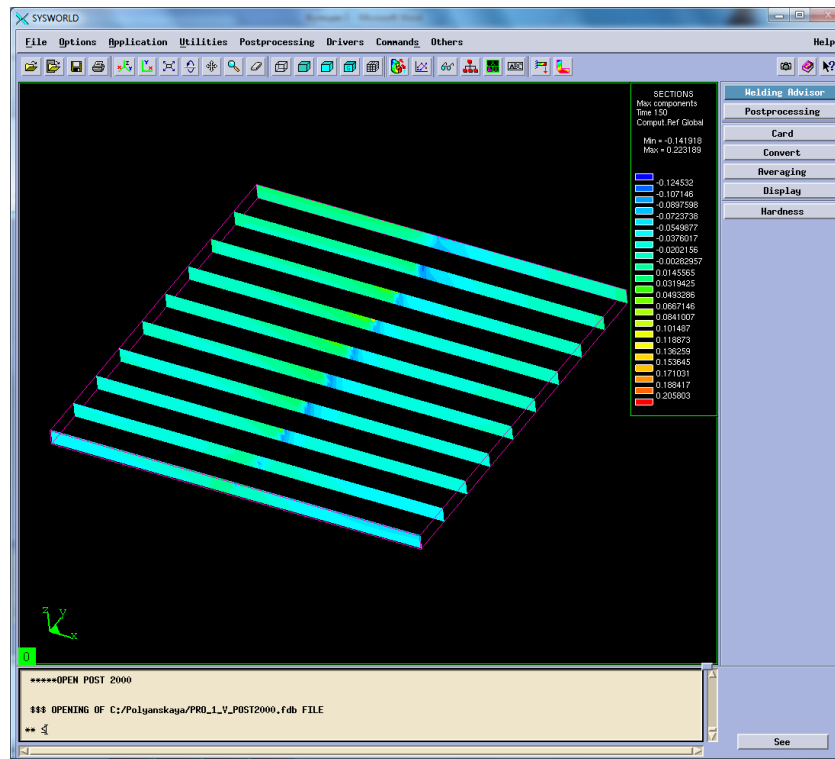 SYSWORLD
File Options Application Utilities Postprocessing Drivers Commands Others Help
ABC
SECTIONS
Max components
Time 150
Comput.Ref Global
Min = -0.141918
Max = 0.223189
-0.124532
-0.107146
-0.0897598
-0.0723738
-0.0549877
-0.0376017
-0.0202156
-0.00282957
0.0145565
0.0319425
0.0493286
0.0667146
0.0841007
0.101487
0.118873
0.136259
0.153645
0.171031
0.188417
0.205803
Welding Advisor
Postprocessing
Card
Convert
Averaging
Display
Hardness
z y
x
0
*****OPEN POST 2000
$$$ OPENING OF C:/Polyanskaya/PRO_1_V_POST2000.fdb FILE
**
See